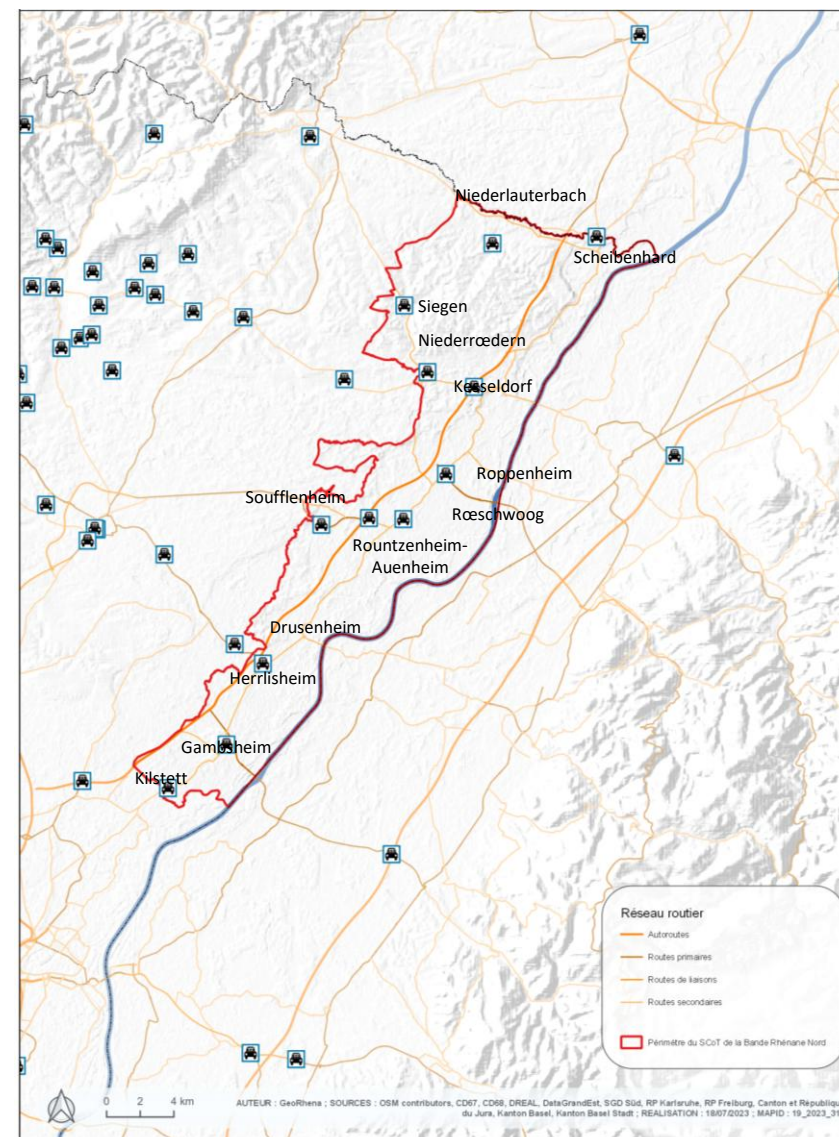 Niederlauterbach
Scheibenhard
Siegen
Niederrœdern
Kesseldorf
Roppenheim
Soufflenheim
Rœschwoog
Rountzenheim-
Auenheim
Drusenheim
Herrlisheim
Gambsheim
Kilstett
Réseau routier
Autoroutes
Routes primaires
Routes de liaisons
Routes secondaires
Périmètre du SCoT de la Bande Rhénane Nord
0 2 4 km
AUTEUR : GeoRhena ; SOURCES : OSM contributors, CD67, CD68, DREAL, DataGrandEst, SGD Süd, RP Karlsruhe, RP Freiburg, Canton et Républiqu
du Jura, Kanton Basel, Kanton Basel Stadt ; REALISATION : 18/07/2023 ; MAPID : 19_2023_31